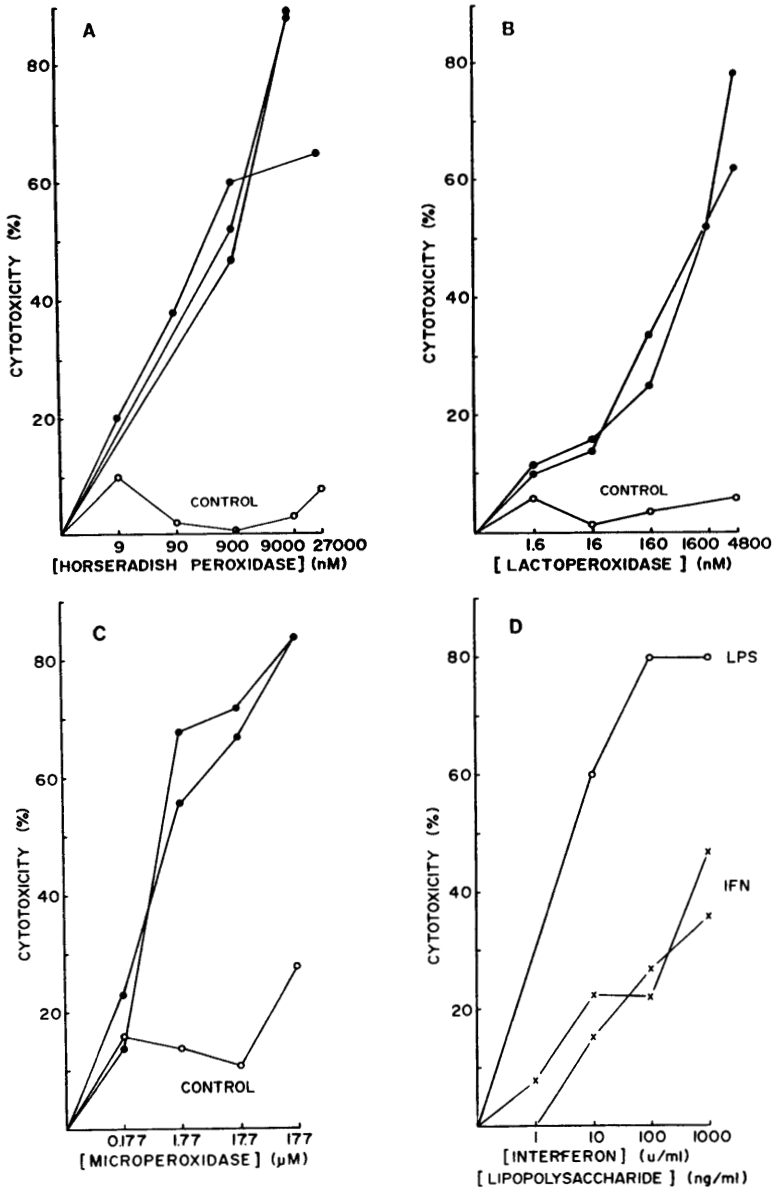 A
80
60
40
20
CYTOTOXICITY (%)
CONTROL
9 90 900 9000 27000
[HORSERADISH PEROXIDASE] (nM)
B
80
60
40
20
CYTOTOXICITY (%)
CONTROL
1.6 16 160 1600 4800
[LACTOPEROXIDASE] (nM)
C
80
60
40
20
CYTOTOXICITY (%)
CONTROL
0.177 1.77 17.7 177
[MICROPEROXIDASE] (μM)
D
80
60
40
20
CYTOTOXICITY (%)
LPS
IFN
1 10 100 1000
[INTERFERON] (u/ml)
[LIPOPOLYSACCHARIDE] (ng/ml)